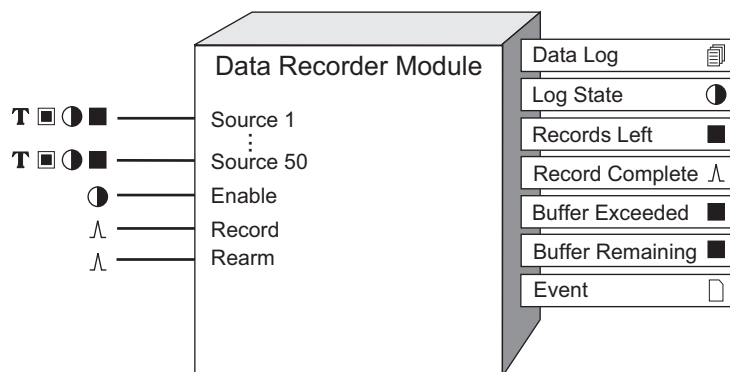 Data Recorder Module
T Source 1
T Source 50
Enable
Record
Rearm
Data Log
Log State
Records Left
Record Complete
Buffer Exceeded
Buffer Remaining
Event